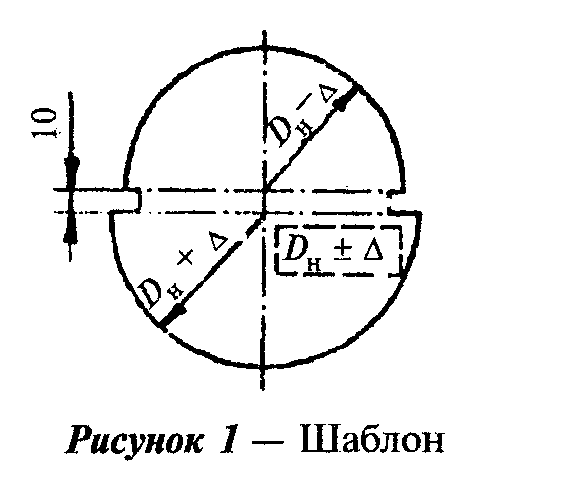 D_н − Δ
10
D_н ± Δ
D_н + Δ
Рисунок 1 — Шаблон